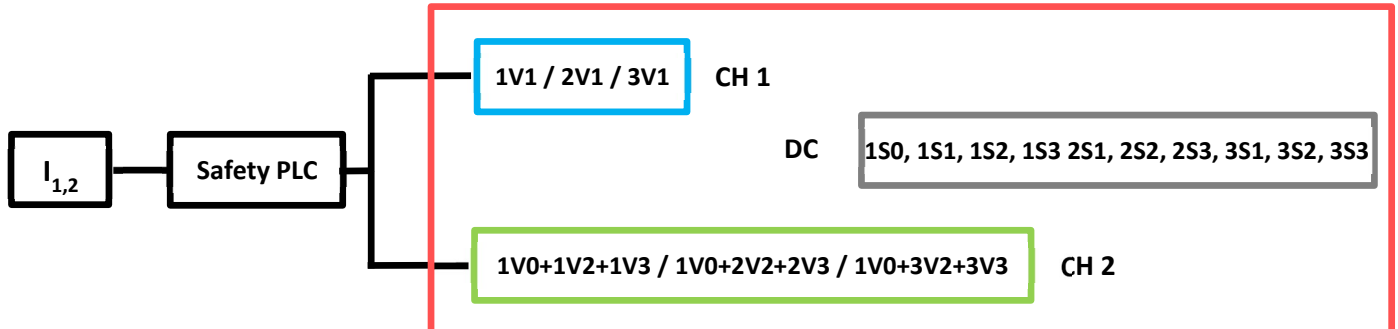 1V1 / 2V1 / 3V1 CH 1
DC 1S0, 1S1, 1S2, 1S3 2S1, 2S2, 2S3, 3S1, 3S2, 3S3
I1,2 Safety PLC
1V0+1V2+1V3 / 1V0+2V2+2V3 / 1V0+3V2+3V3 CH 2